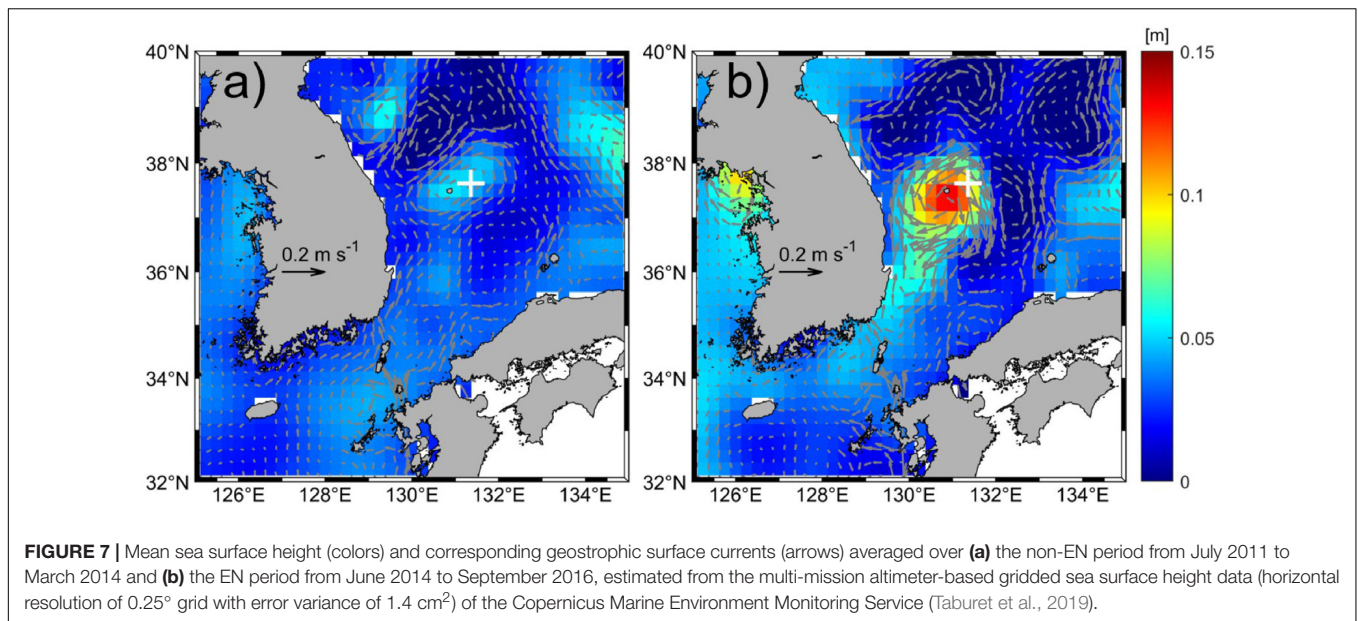 [m]
40°N
a)
40°N
b)
0.15
38°N
38°N
0.1
0.2 m s⁻¹
0.2 m s⁻¹
36°N
36°N
0.05
34°N
34°N
32°N
32°N
0
126°E 128°E 130°E 132°E 134°E
126°E 128°E 130°E 132°E 134°E
FIGURE 7 | Mean sea surface height (colors) and corresponding geostrophic surface currents (arrows) averaged over (a) the non-EN period from July 2011 to
March 2014 and (b) the EN period from June 2014 to September 2016, estimated from the multi-mission altimeter-based gridded sea surface height data (horizontal
resolution of 0.25° grid with error variance of 1.4 cm²) of the Copernicus Marine Environment Monitoring Service (Taburet et al., 2019).